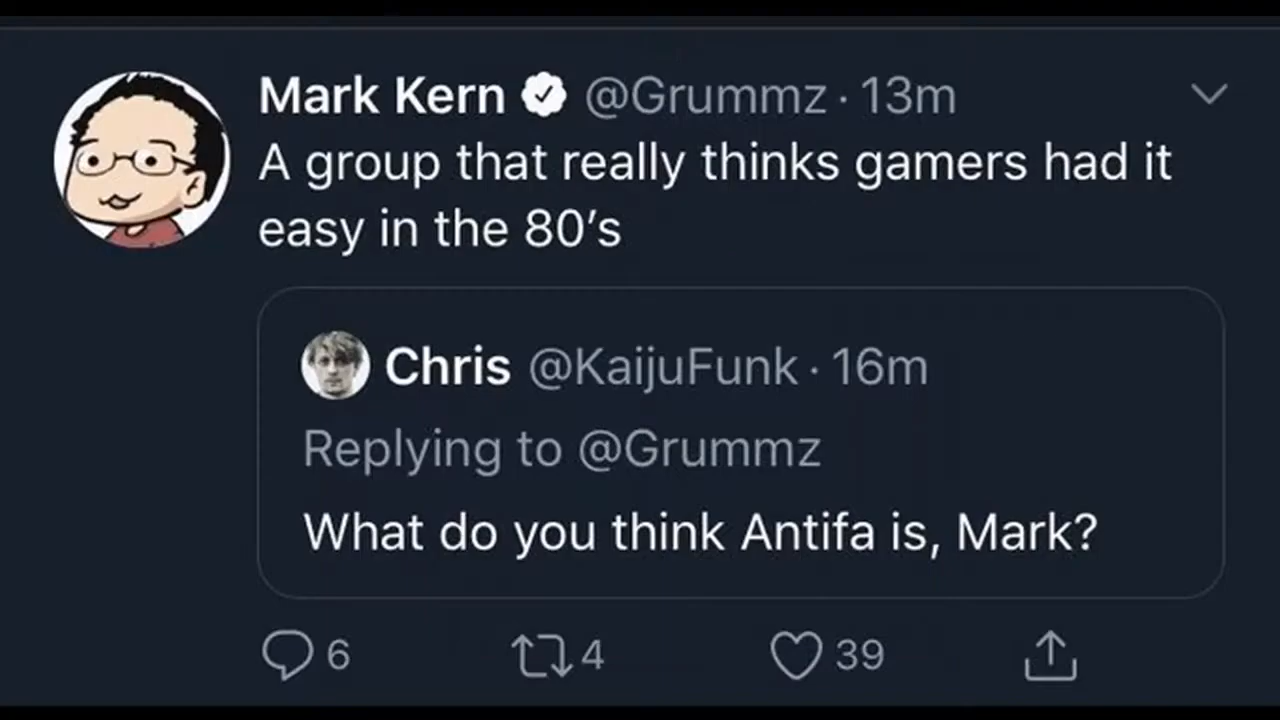 Mark Kern @Grummz · 13m
A group that really thinks gamers had it
easy in the 80's
Chris @KaijuFunk · 16m
Replying to @Grummz
What do you think Antifa is, Mark?
6 4 39